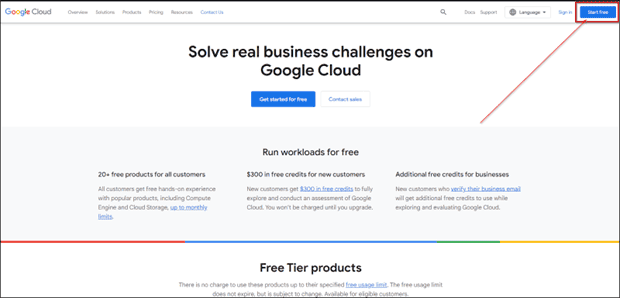 Google Cloud Overview Solutions Products Pricing Resources Contact Us Docs Support Language Sign in Start free
Solve real business challenges on
Google Cloud
Get started for free Contact sales
Run workloads for free
20+ free products for all customers
All customers get free hands-on experience
with popular products, including Compute
Engine and Cloud Storage, up to monthly
limits.
$300 in free credits for new customers
New customers get $300 in free credits to fully
explore and conduct an assessment of Google
Cloud. You won't be charged until you upgrade.
Additional free credits for businesses
New customers who verify their business email
will get additional free credits to use while
exploring and evaluating Google Cloud.
Free Tier products
There is no charge to use these products up to their specified free usage limit. The free usage limit
does not expire, but is subject to change. Available for eligible customers.